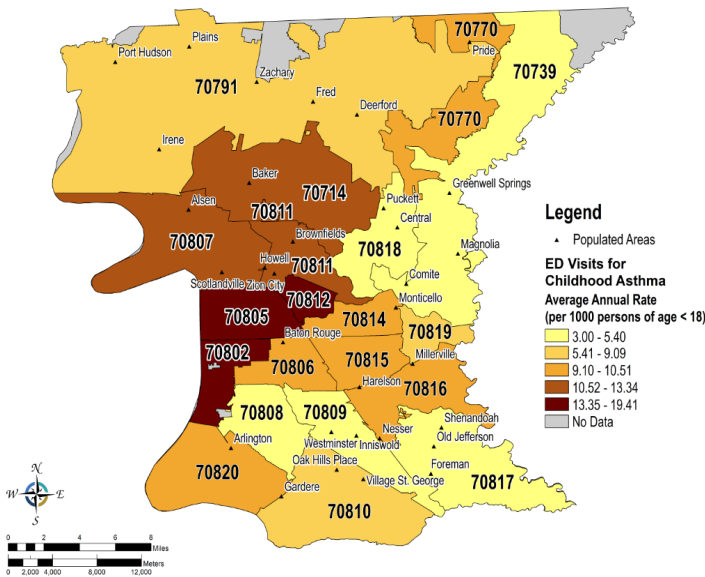 70770
Plains
Port Hudson
Pride
70739
Zachary
70791
Fred
Deerford
70770
Irene
Baker
Greenwell Springs
70714
Alsen
70811
Puckett
Central
Brownfields
70807
70818
Magnolia
Howell
70811
Scotlandville
Zion City
Comite
70812
Monticello
70805
70814
70819
Baton Rouge
70802
70815
Millerville
70806
Harelson
70816
70808
70809
Shenandoah
Nesser
Arlington
Westminster
Inniswold
Old Jefferson
Oak Hills Place
Foreman
70820
Village St. George
70817
Gardere
70810
Legend
Populated Areas
ED Visits for
Childhood Asthma
Average Annual Rate
(per 1000 persons of age < 18)
3.00 - 5.40
5.41 - 9.09
9.10 - 10.51
10.52 - 13.34
13.35 - 19.41
No Data
N
W E
S
0 2 4 6 8
Miles
Meters
0 2,000 4,000 8,000 12,000